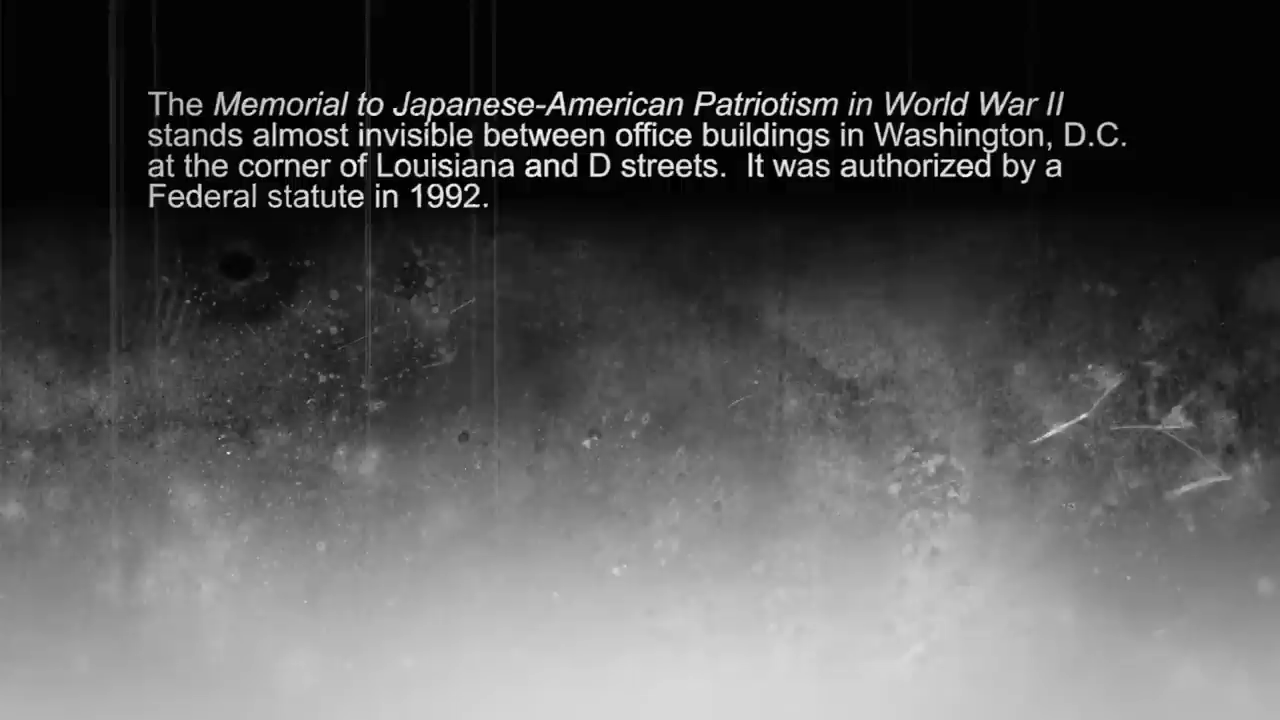 The Memorial to Japanese-American Patriotism in World War II
stands almost invisible between office buildings in Washington, D.C.
at the corner of Louisiana and D streets.  It was authorized by a
Federal statute in 1992.